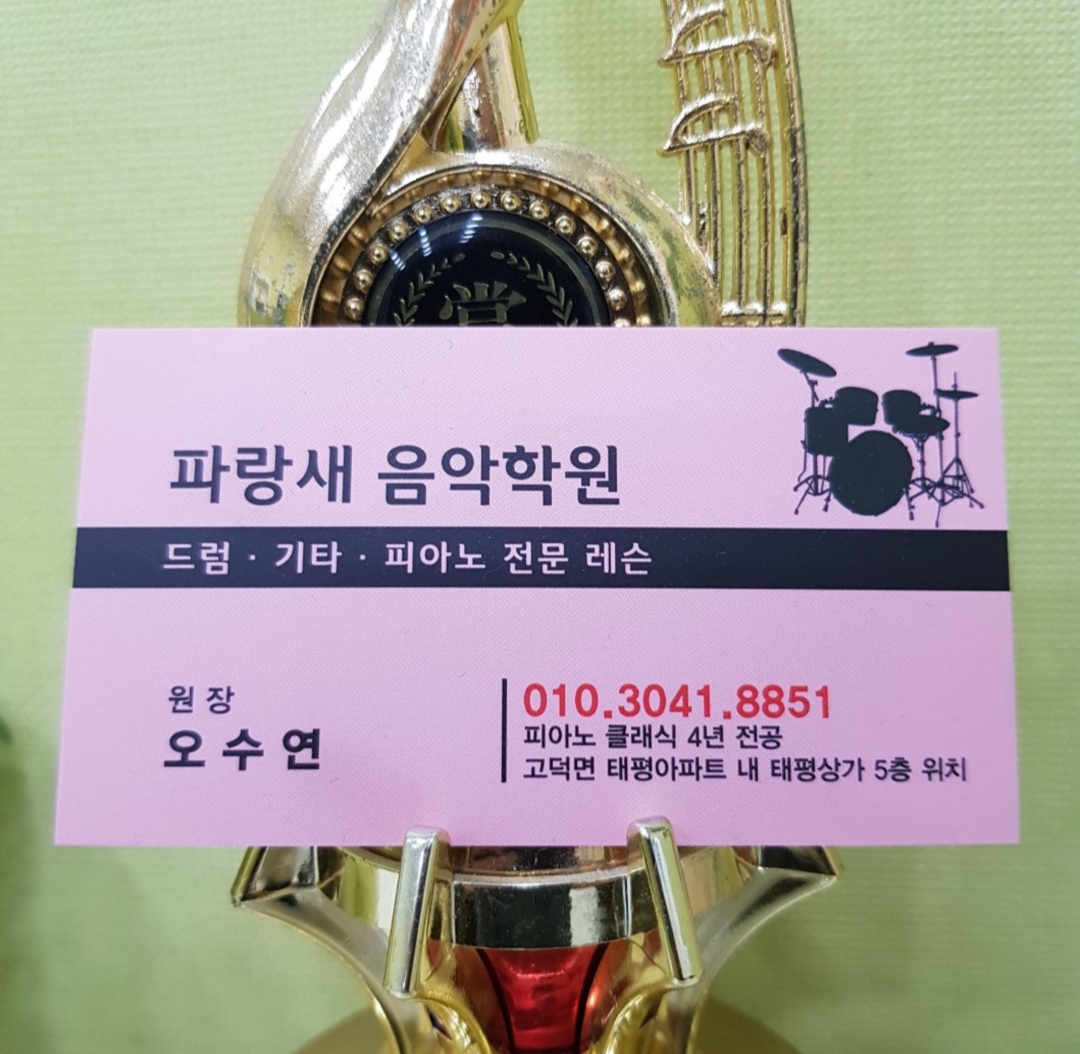 賞
파랑새 음악학원
드럼 · 기타 · 피아노 전문 레슨
원 장
오 수 연
010.3041.8851
피아노 클래식 4년 전공
고덕면 태평아파트 내 태평상가 5층 위치